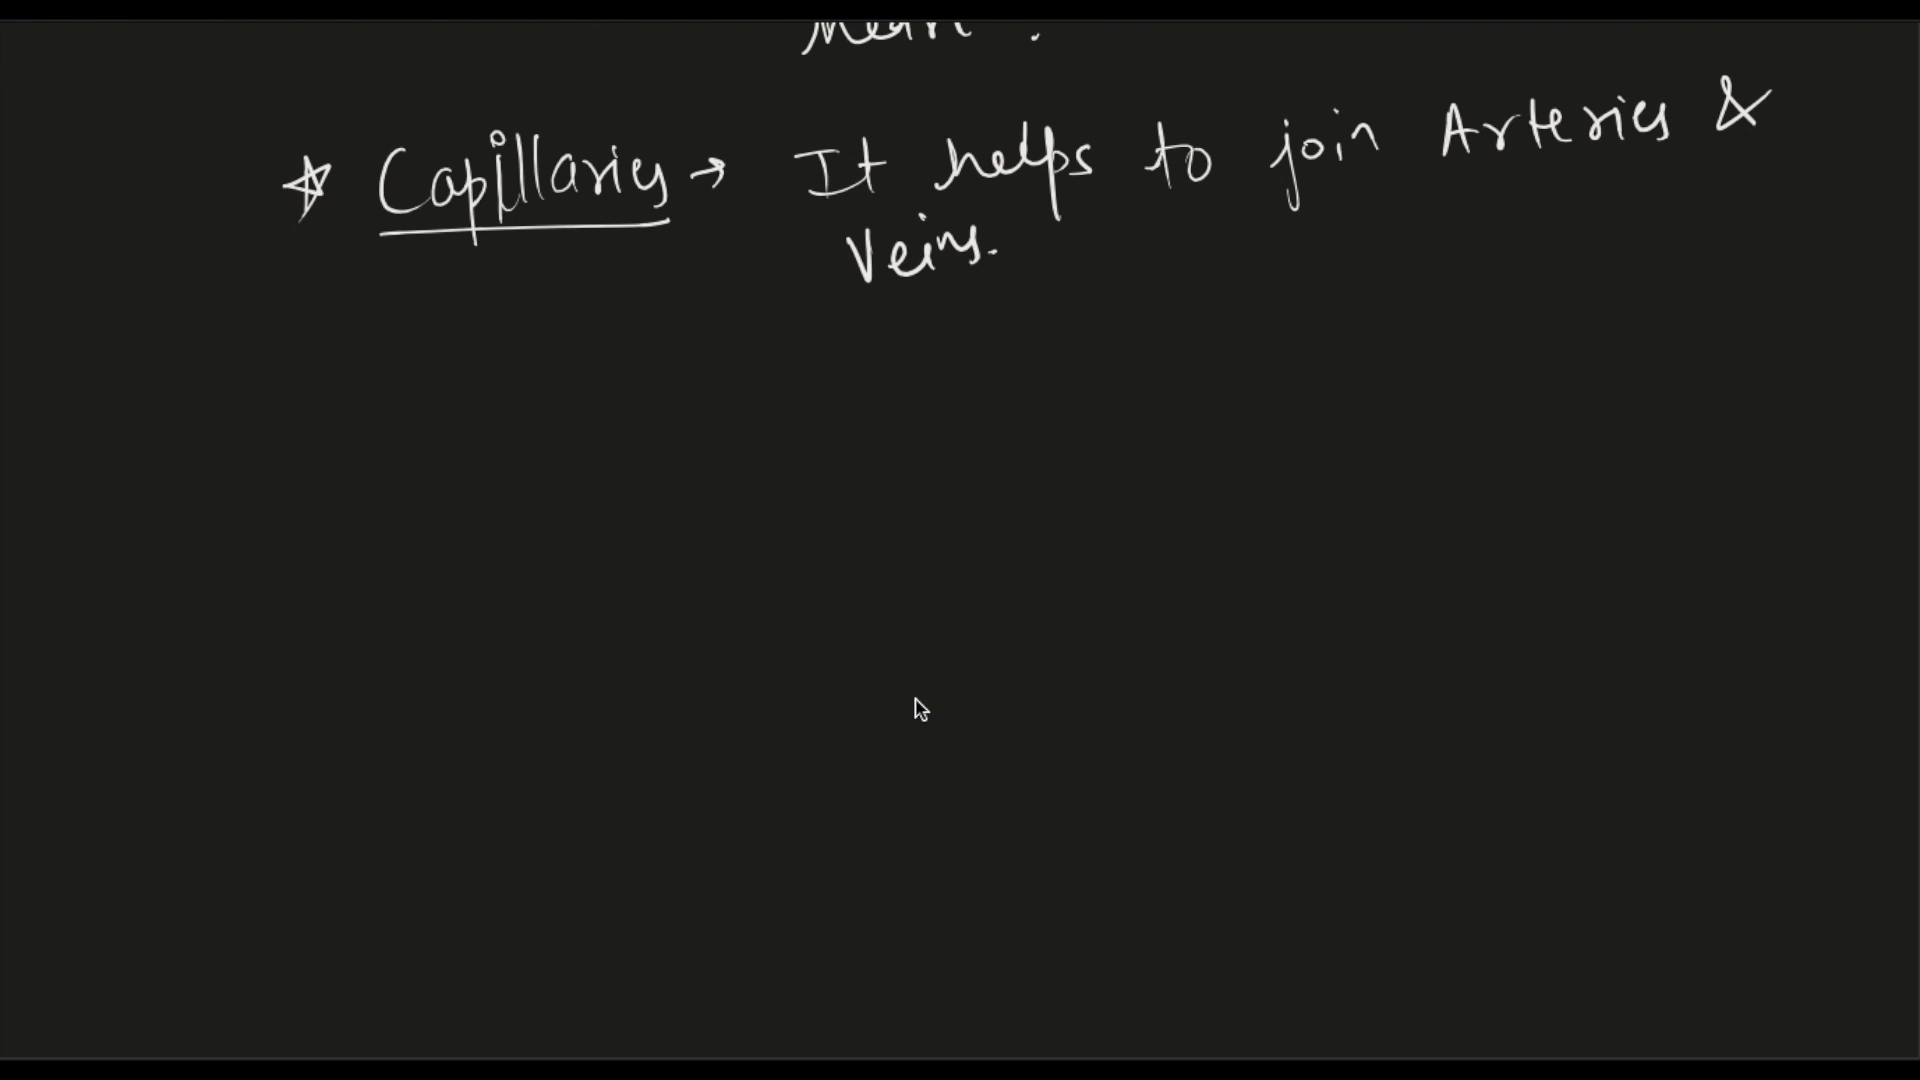 ☆ Capillaries → It helps to join Arteries &
Veins.